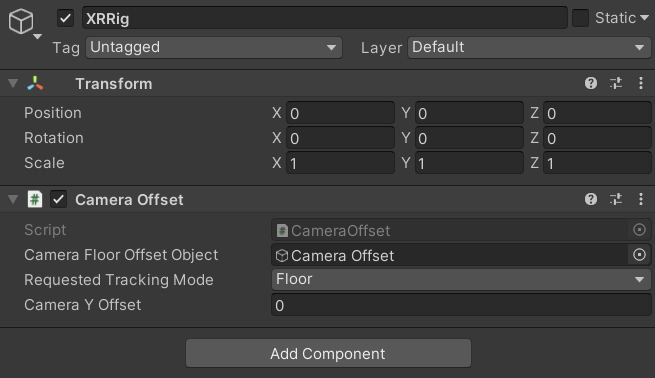 XRRig Static
Tag Untagged Layer Default
Transform
Position X 0 Y 0 Z 0
Rotation X 0 Y 0 Z 0
Scale X 1 Y 1 Z 1
# Camera Offset
Script # CameraOffset
Camera Floor Offset Object Camera Offset
Requested Tracking Mode Floor
Camera Y Offset 0
Add Component